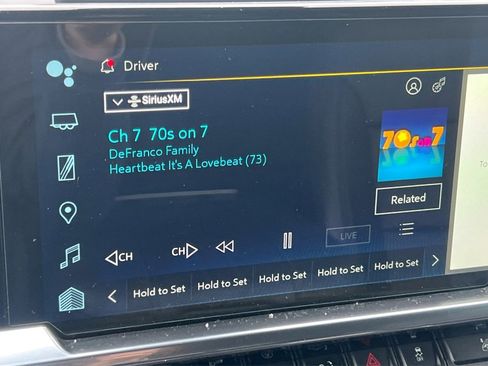 Driver
SiriusXM
Ch 7 70s on 7
DeFranco Family
Heartbeat It's A Lovebeat (73)
70s on 7
Related
CH
CH
LIVE
Hold to Set
Hold to Set
Hold to Set
Hold to Set
Hold to Set
To